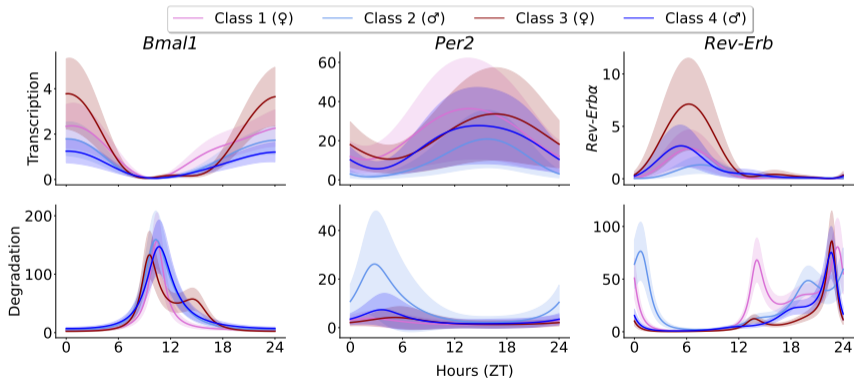 Class 1 (♀) Class 2 (♂) Class 3 (♀) Class 4 (♂)
Bmal1 Per2 Rev-Erb
Transcription
4
2
0
60
40
20
0
Rev-Erbα
10
5
0
Degradation
200
100
0
40
20
0
100
50
0
0 6 12 18 24 0 6 12 18 24 0 6 12 18 24
Hours (ZT)